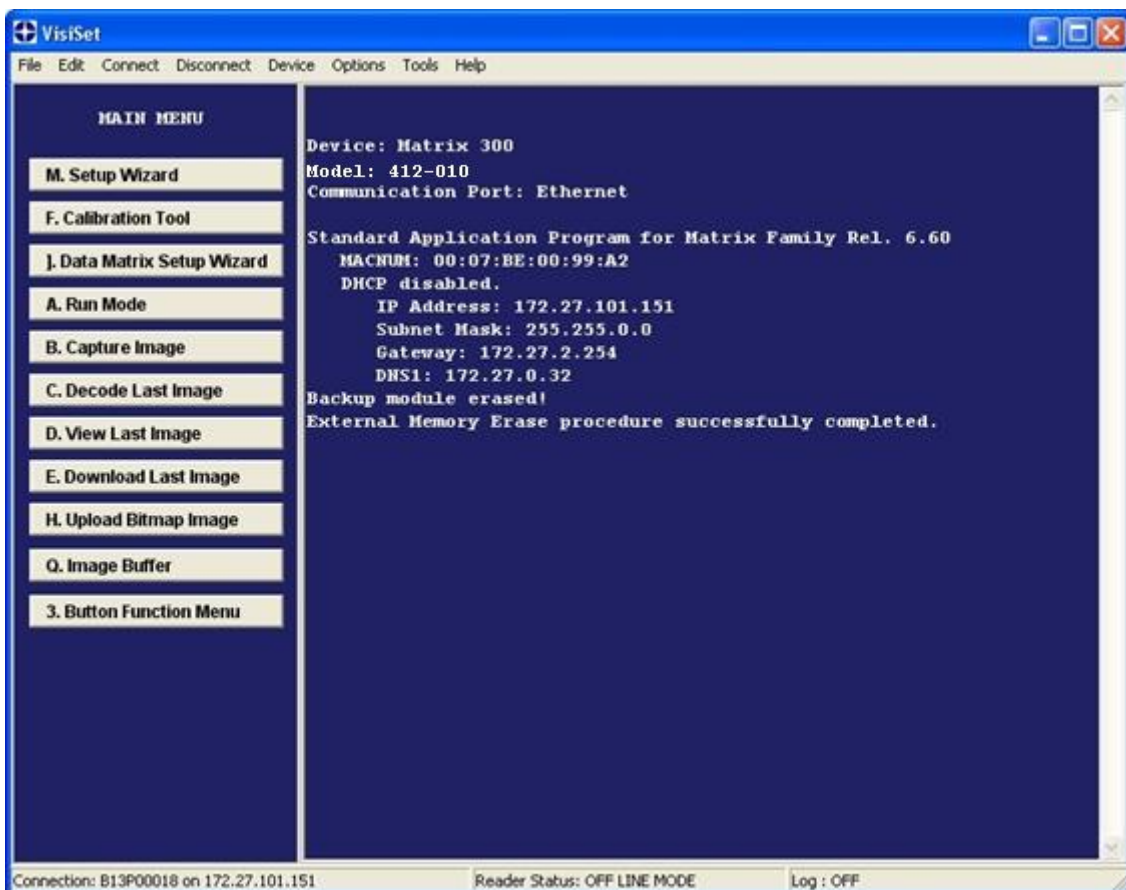 VisiSet
File Edit Connect Disconnect Device Options Tools Help
MAIN MENU
M. Setup Wizard
F. Calibration Tool
]. Data Matrix Setup Wizard
A. Run Mode
B. Capture Image
C. Decode Last Image
D. View Last Image
E. Download Last Image
H. Upload Bitmap Image
Q. Image Buffer
3. Button Function Menu
Device: Matrix 300
Model: 412-010
Communication Port: Ethernet
Standard Application Program for Matrix Family Rel. 6.60
MACNUM: 00:07:BE:00:99:A2
DHCP disabled.
IP Address: 172.27.101.151
Subnet Mask: 255.255.0.0
Gateway: 172.27.2.254
DNS1: 172.27.0.32
Backup module erased!
External Memory Erase procedure successfully completed.
Connection: B13P00018 on 172.27.101.151
Reader Status: OFF LINE MODE
Log : OFF